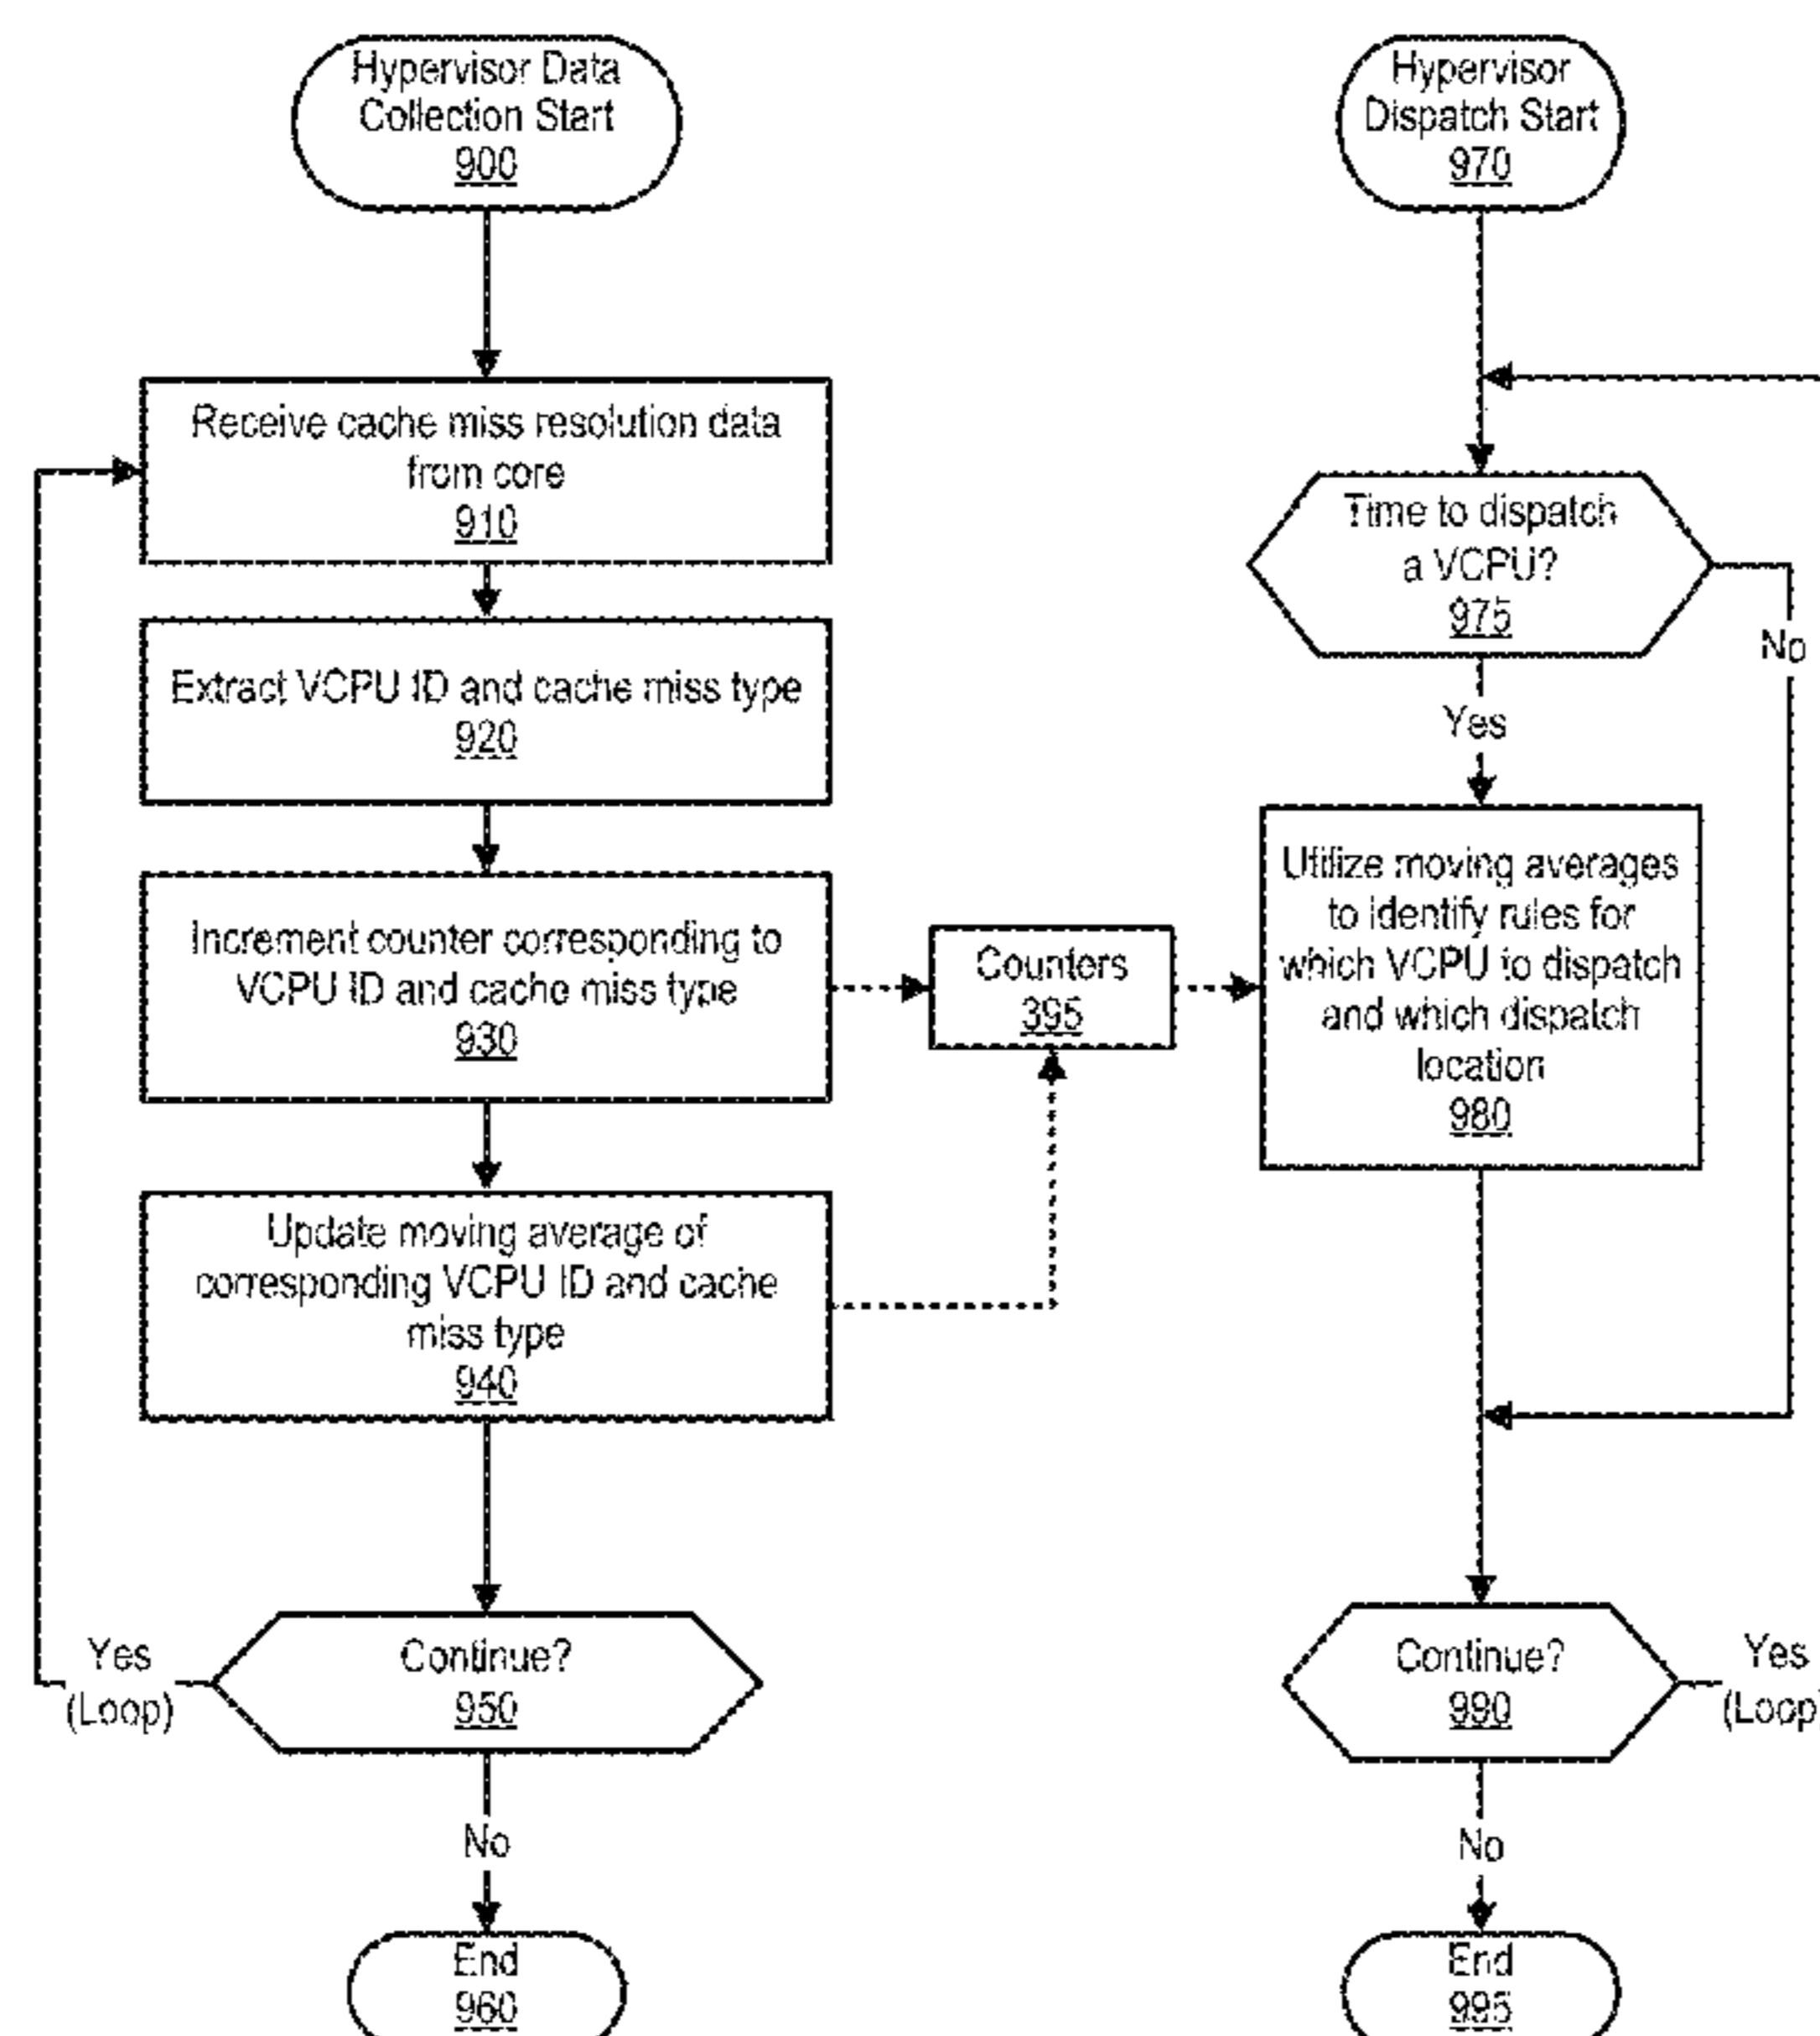 Hypervisor Data
Collection Start
900
Receive cache miss resolution data
from core
910
Extract VCPU ID and cache miss type
920
Increment counter corresponding to
VCPU ID and cache miss type
930
Update moving average of
corresponding VCPU ID and cache
miss type
940
Yes
(Loop)
Continue?
950
No
End
960
Counters
395
Hypervisor
Dispatch Start
970
Time to dispatch
a VCPU?
975
No
Yes
Utilize moving averages
to identify rules for
which VCPU to dispatch
and which dispatch
location
980
Continue?
990
Yes
(Loop)
No
End
995